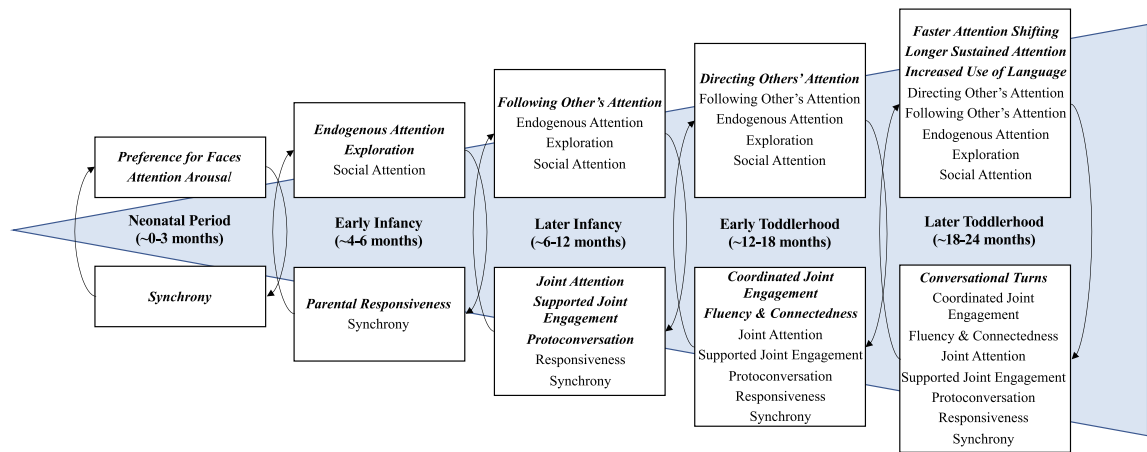 Preference for Faces
Attention Arousal
Neonatal Period
(~0-3 months)
Synchrony
Endogenous Attention
Exploration
Social Attention
Early Infancy
(~4-6 months)
Parental Responsiveness
Synchrony
Following Other's Attention
Endogenous Attention
Exploration
Social Attention
Later Infancy
(~6-12 months)
Joint Attention
Supported Joint
Engagement
Protoconversation
Responsiveness
Synchrony
Directing Others' Attention
Following Other's Attention
Endogenous Attention
Exploration
Social Attention
Early Toddlerhood
(~12-18 months)
Coordinated Joint
Engagement
Fluency & Connectedness
Joint Attention
Supported Joint Engagement
Protoconversation
Responsiveness
Synchrony
Faster Attention Shifting
Longer Sustained Attention
Increased Use of Language
Directing Other's Attention
Following Other's Attention
Endogenous Attention
Exploration
Social Attention
Later Toddlerhood
(~18-24 months)
Conversational Turns
Coordinated Joint
Engagement
Fluency & Connectedness
Joint Attention
Supported Joint Engagement
Protoconversation
Responsiveness
Synchrony